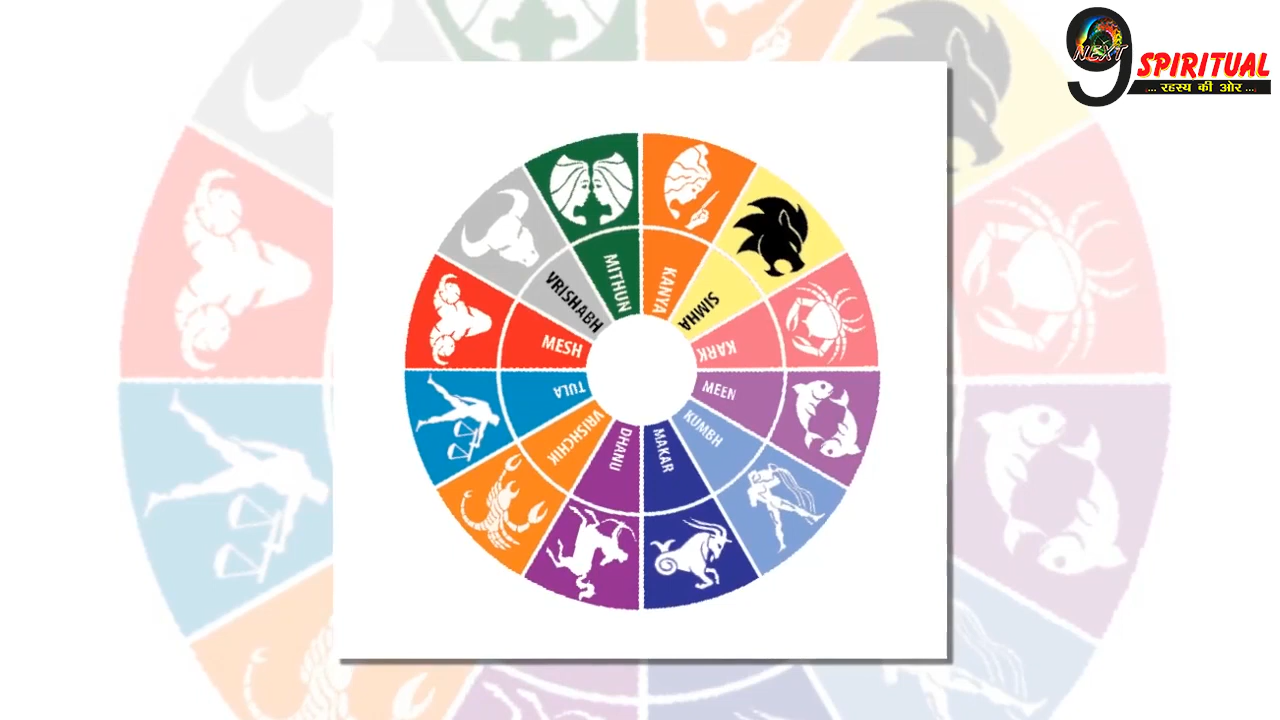 9
NEXT
SPIRITUAL
... रहस्य की ओर ...
MITHUN
KANYA
SIMHA
KARK
MEEN
KUMBH
MAKAR
DHANU
VRISHCHIK
TULA
MESH
VRISHABH